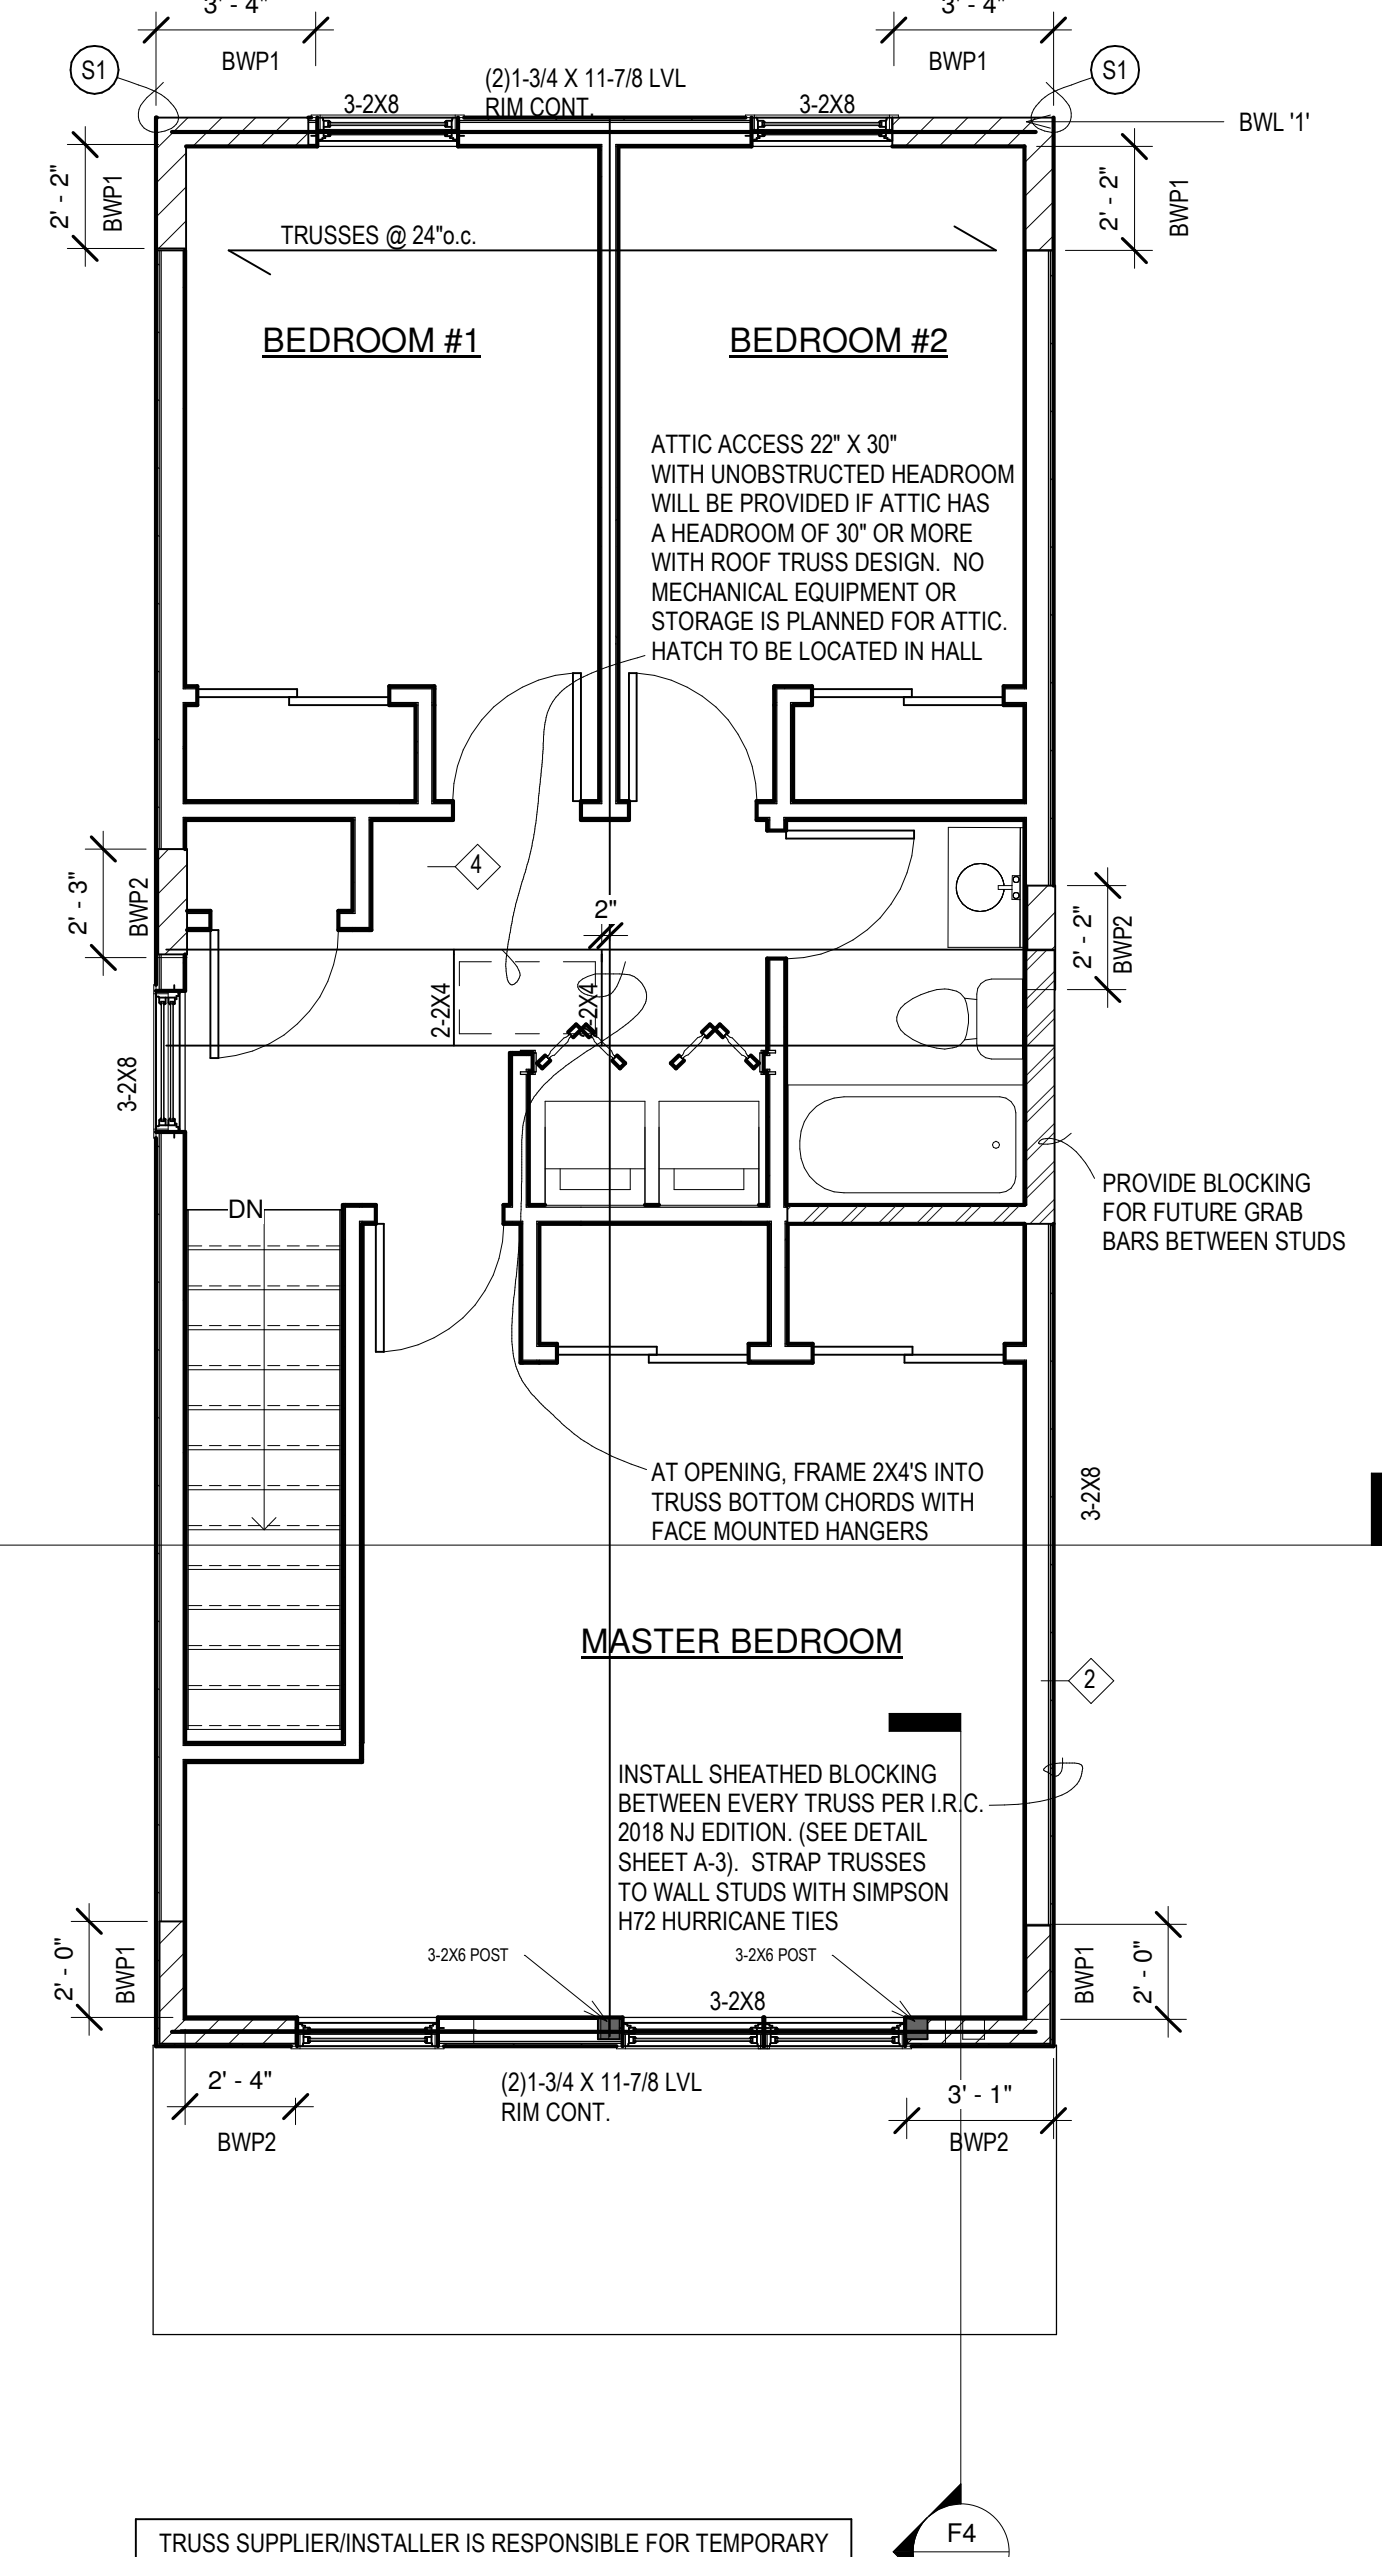 3' - 4"
3' - 4"
BWP1
BWP1
S1
S1
(2)1-3/4 X 11-7/8 LVL
RIM CONT.
3-2X8
3-2X8
BWL '1'
2' - 2"
BWP1
2' - 2"
BWP1
TRUSSES @ 24"o.c.
BEDROOM #1
BEDROOM #2
ATTIC ACCESS 22" X 30"
WITH UNOBSTRUCTED HEADROOM
WILL BE PROVIDED IF ATTIC HAS
A HEADROOM OF 30" OR MORE
WITH ROOF TRUSS DESIGN. NO
MECHANICAL EQUIPMENT OR
STORAGE IS PLANNED FOR ATTIC.
HATCH TO BE LOCATED IN HALL
4
2' - 3"
BWP2
2"
2' - 2"
BWP2
2-2X4
2-2X4
3-2X8
PROVIDE BLOCKING
FOR FUTURE GRAB
BARS BETWEEN STUDS
DN
AT OPENING, FRAME 2X4'S INTO
TRUSS BOTTOM CHORDS WITH
FACE MOUNTED HANGERS
3-2X8
MASTER BEDROOM
2
INSTALL SHEATHED BLOCKING
BETWEEN EVERY TRUSS PER I.R.C.
2018 NJ EDITION. (SEE DETAIL
SHEET A-3). STRAP TRUSSES
TO WALL STUDS WITH SIMPSON
H72 HURRICANE TIES
2' - 0"
BWP1
3-2X6 POST
3-2X6 POST
BWP1
2' - 0"
3-2X8
2' - 4"
BWP2
(2)1-3/4 X 11-7/8 LVL
RIM CONT.
3' - 1"
BWP2
F4
TRUSS SUPPLIER/INSTALLER IS RESPONSIBLE FOR TEMPORARY